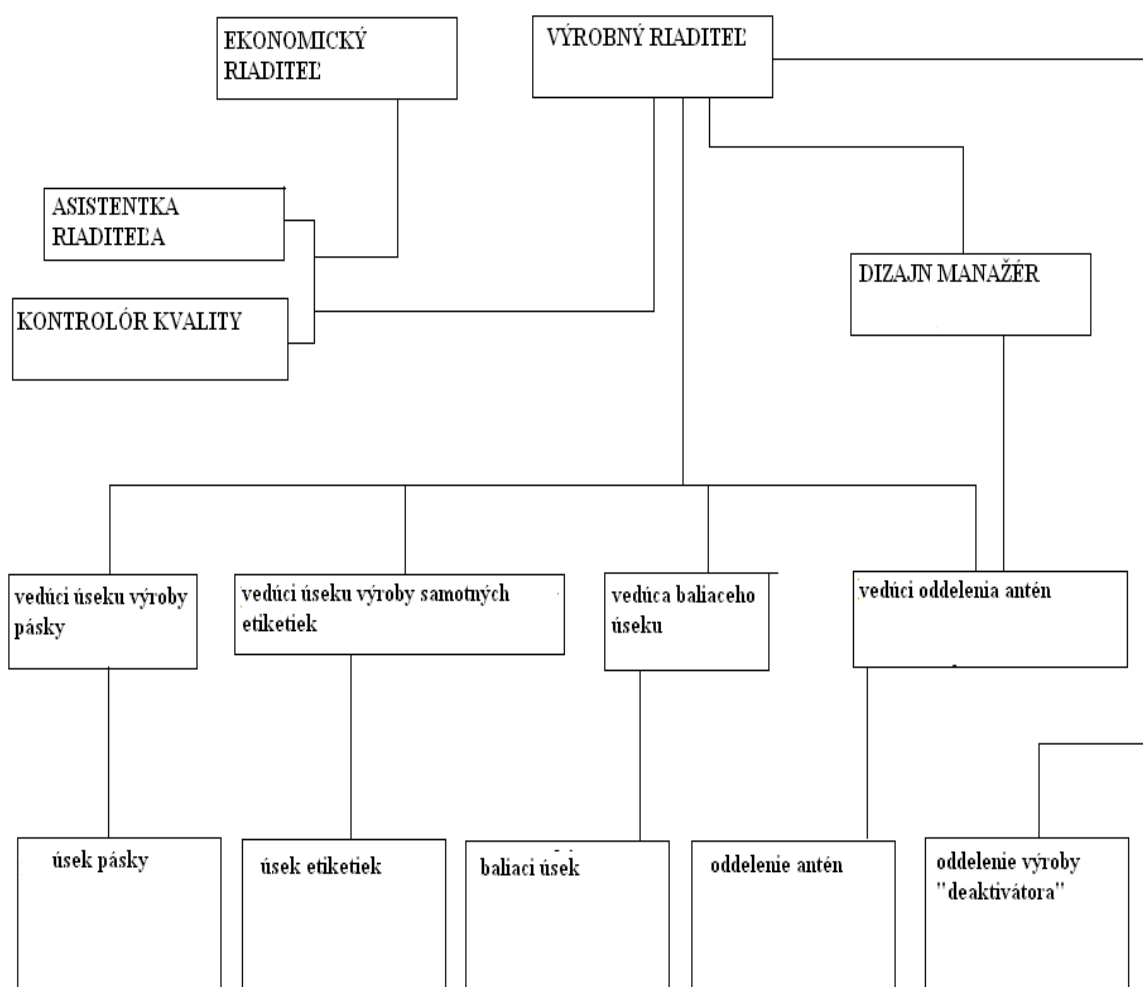 EKONOMICKÝ
RIADITEĽ
VÝROBNÝ RIADITEĽ
ASISTENTKA
RIADITEĽA
DIZAJN MANAŽÉR
KONTROLÓR KVALITY
vedúci úseku výroby
pásky
vedúci úseku výroby samotných
etiketiek
vedúca baliaceho
úseku
vedúci oddelenia antén
úsek pásky
úsek etiketiek
baliaci úsek
oddelenie antén
oddelenie výroby
"deaktivátora"